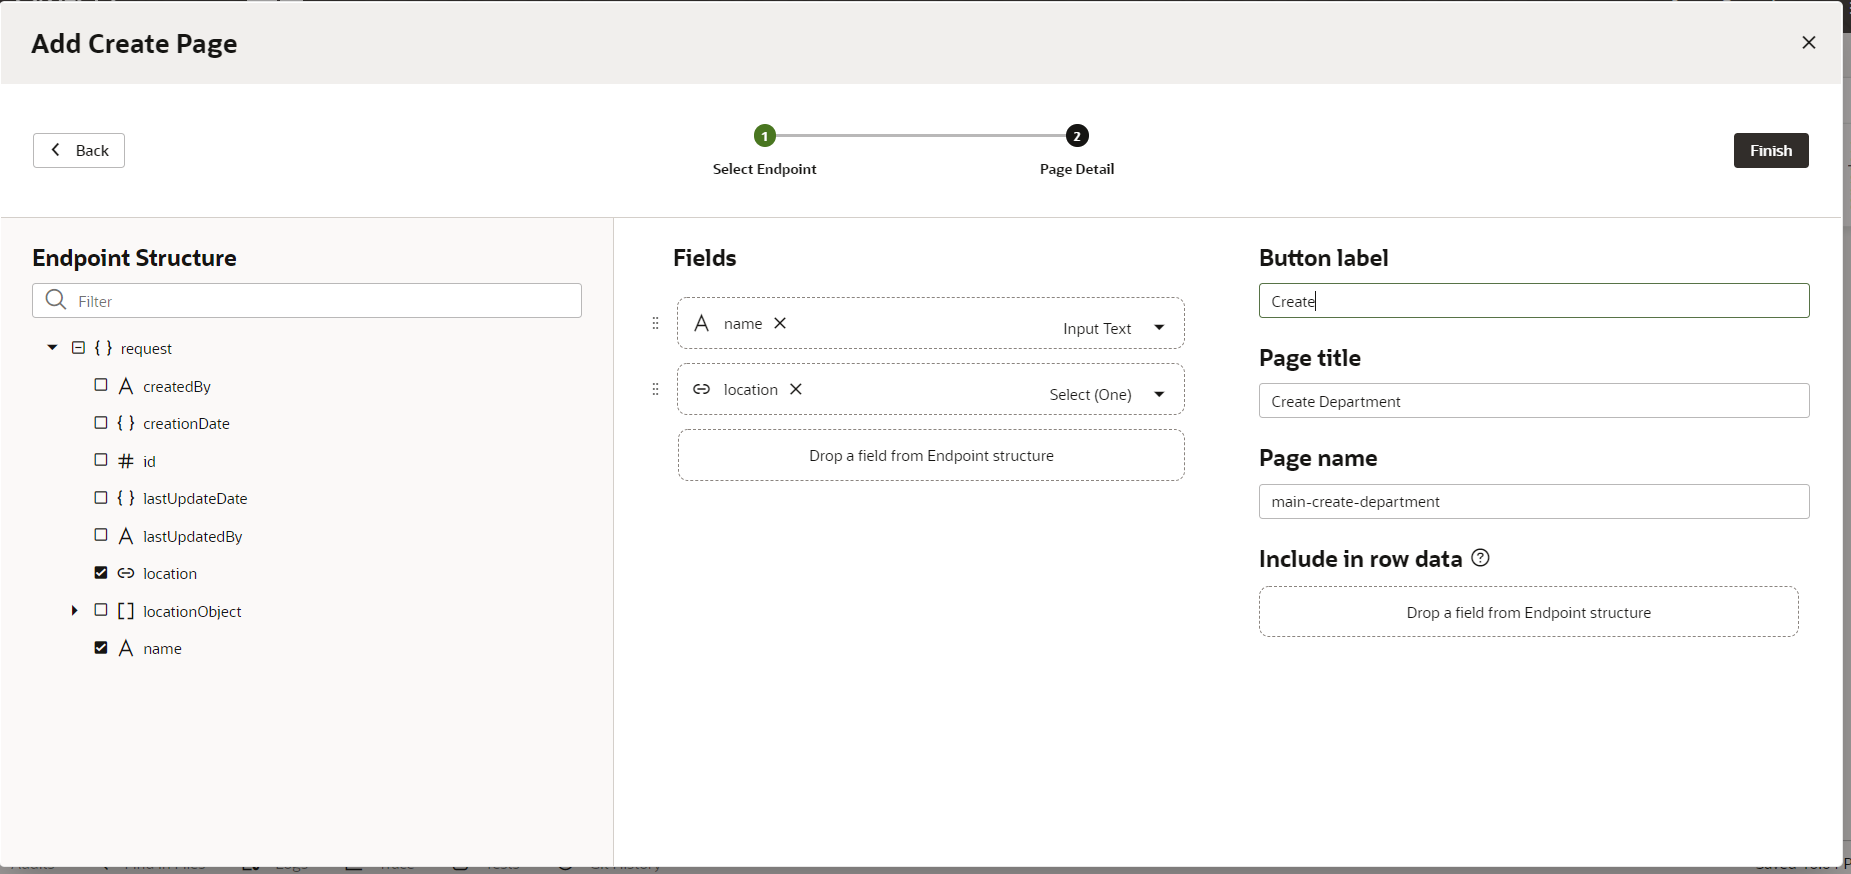 Add Create Page
Back
1
2
Select Endpoint
Page Detail
Finish
Endpoint Structure
Filter
request
createdBy
creationDate
id
lastUpdateDate
lastUpdatedBy
location
locationObject
name
Fields
name
Input Text
location
Select (One)
Drop a field from Endpoint structure
Button label
Create
Page title
Create Department
Page name
main-create-department
Include in row data
Drop a field from Endpoint structure